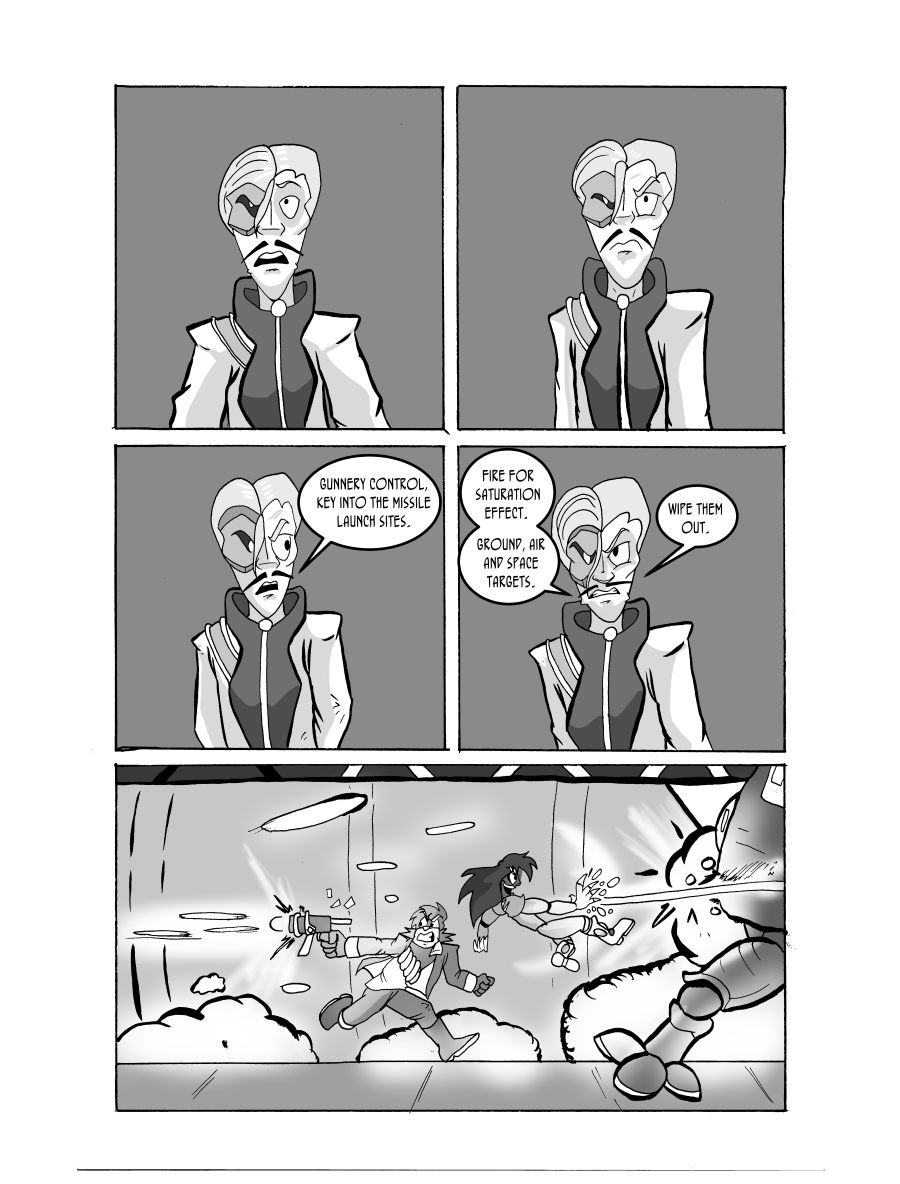 GUNNERY CONTROL,
KEY INTO THE MISSILE
LAUNCH SITES.
FIRE FOR
SATURATION
EFFECT.
GROUND, AIR
AND SPACE
TARGETS.
WIPE THEM
OUT.